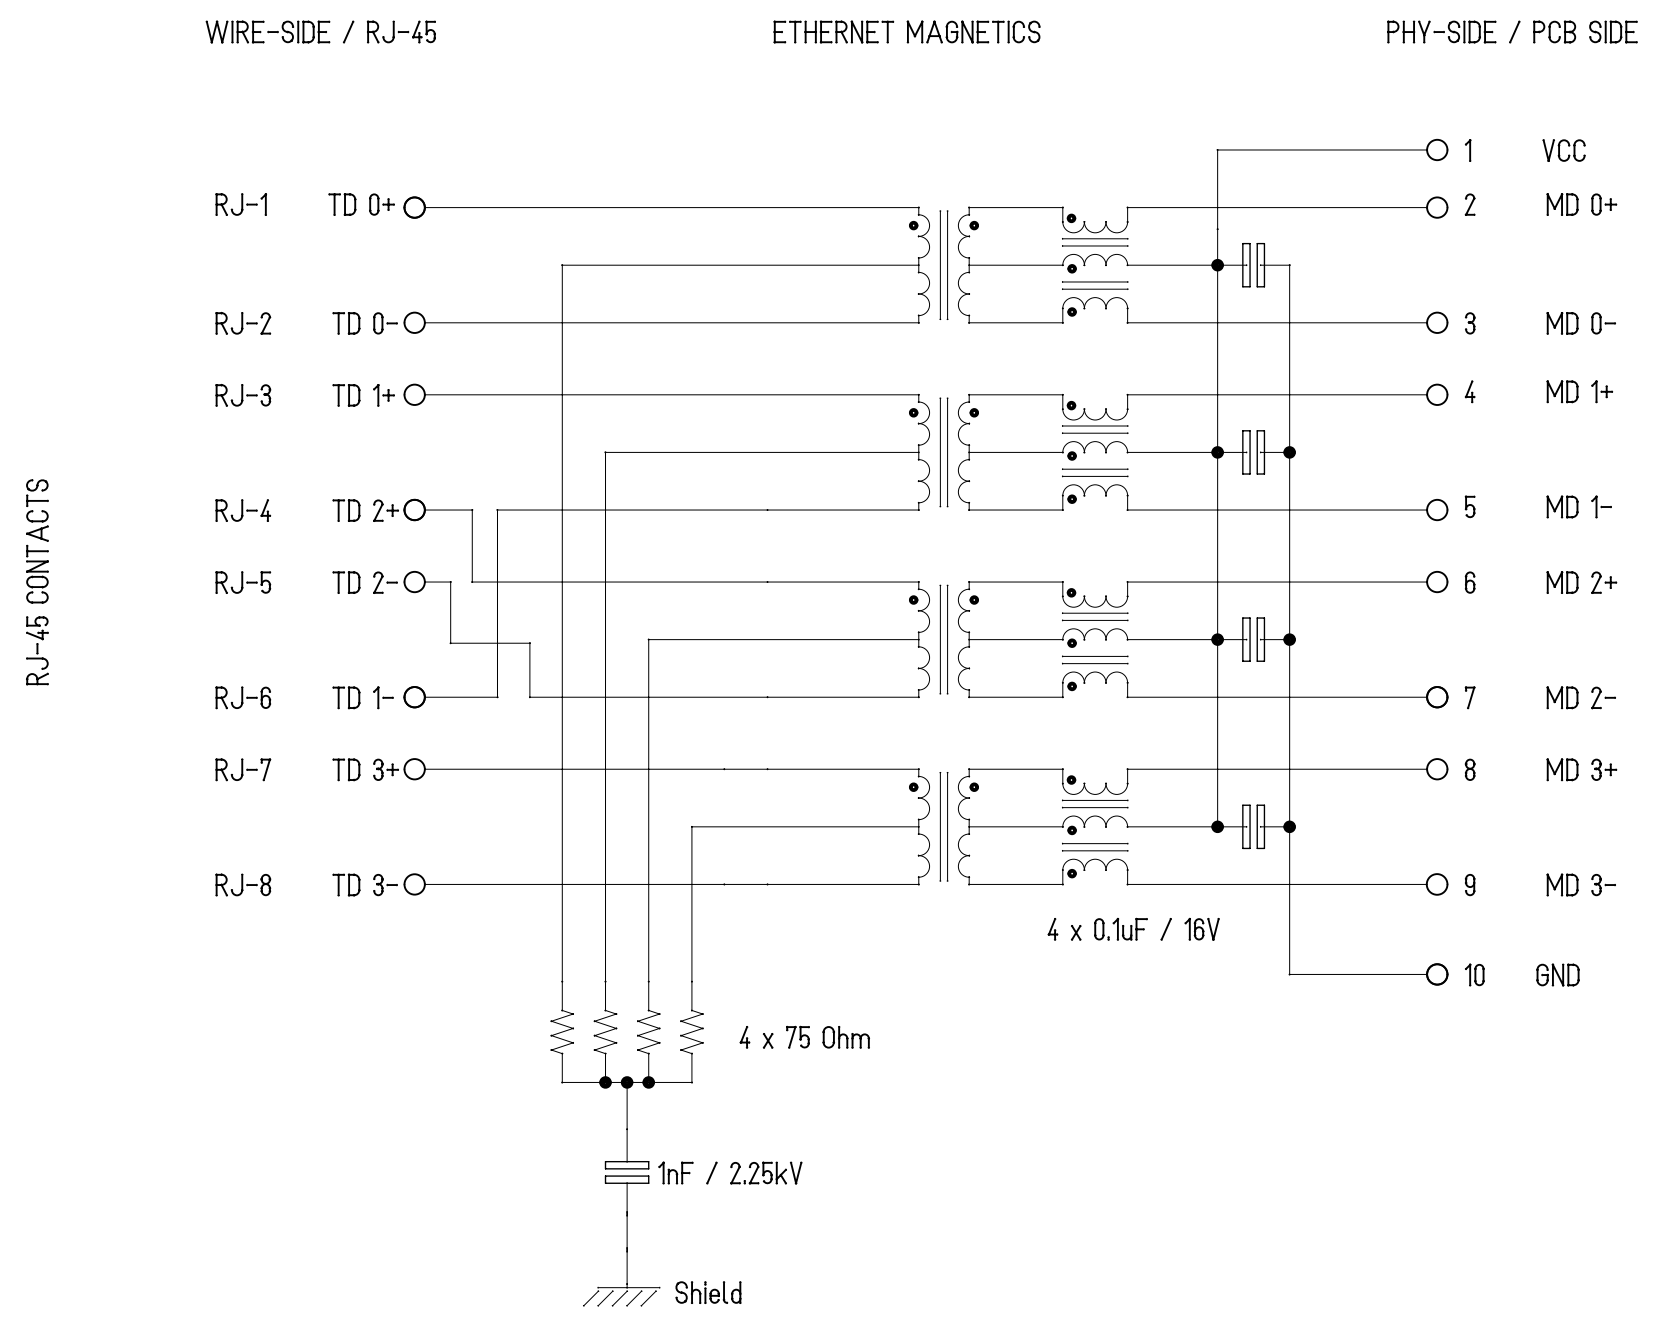 WIRE-SIDE / RJ-45 ETHERNET MAGNETICS PHY-SIDE / PCB SIDE
1 VCC
RJ-1 TD 0+ 2 MD 0+
RJ-2 TD 0- 3 MD 0-
RJ-3 TD 1+ 4 MD 1+
RJ-4 TD 2+ 5 MD 1-
RJ-5 TD 2- 6 MD 2+
RJ-6 TD 1- 7 MD 2-
RJ-7 TD 3+ 8 MD 3+
RJ-8 TD 3- 9 MD 3-
RJ-45 CONTACTS
4 x 0.1uF / 16V
10 GND
4 x 75 Ohm
1nF / 2.25kV
Shield